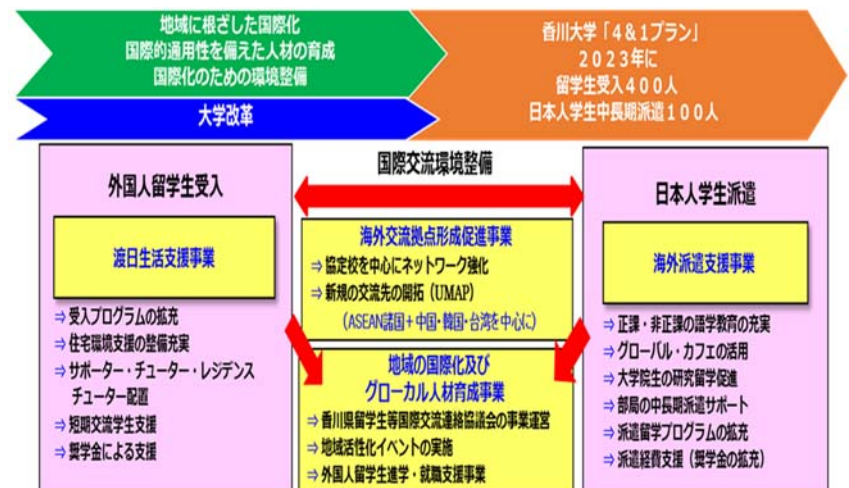 地域に根ざした国際化
国際的通用性を備えた人材の育成
国際化のための環境整備
大学改革
香川大学「4&1プラン」
2023年に
留学生受入400人
日本人学生中長期派遣100人
外国人留学生受入
渡日生活支援事業
⇒受入プログラムの拡充
⇒住宅環境支援の整備充実
⇒サポーター・チューター・レジデンス
チューター配置
⇒短期交流学生支援
⇒奨学金による支援
国際交流環境整備
海外交流拠点形成促進事業
⇒協定校を中心にネットワーク強化
⇒新規の交流先の開拓（UMAP）
（ASEAN諸国＋中国・韓国・台湾を中心に）
地域の国際化及び
グローカル人材育成事業
⇒香川県留学生等国際交流連絡協議会の事業運営
⇒地域活性化イベントの実施
⇒外国人留学生進学・就職支援事業
日本人学生派遣
海外派遣支援事業
⇒正課・非正課の語学教育の充実
⇒グローバル・カフェの活用
⇒大学院生の研究留学促進
⇒部局の中長期派遣サポート
⇒派遣留学プログラムの拡充
⇒派遣経費支援（奨学金の拡充）